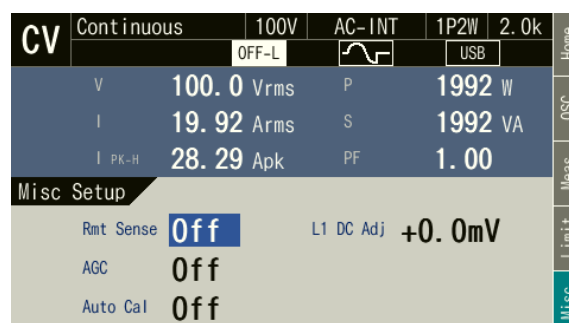 CV Continuous 100V AC-INT 1P2W 2.0k
OFF-L USB
V 100.0 Vrms P 1992 W
I 19.92 Arms S 1992 VA
I PK-H 28.29 Apk PF 1.00
Misc Setup
Rmt Sense Off L1 DC Adj +0.0mV
AGC Off
Auto Cal Off
Home
OSC
Meas
Limit
Misc